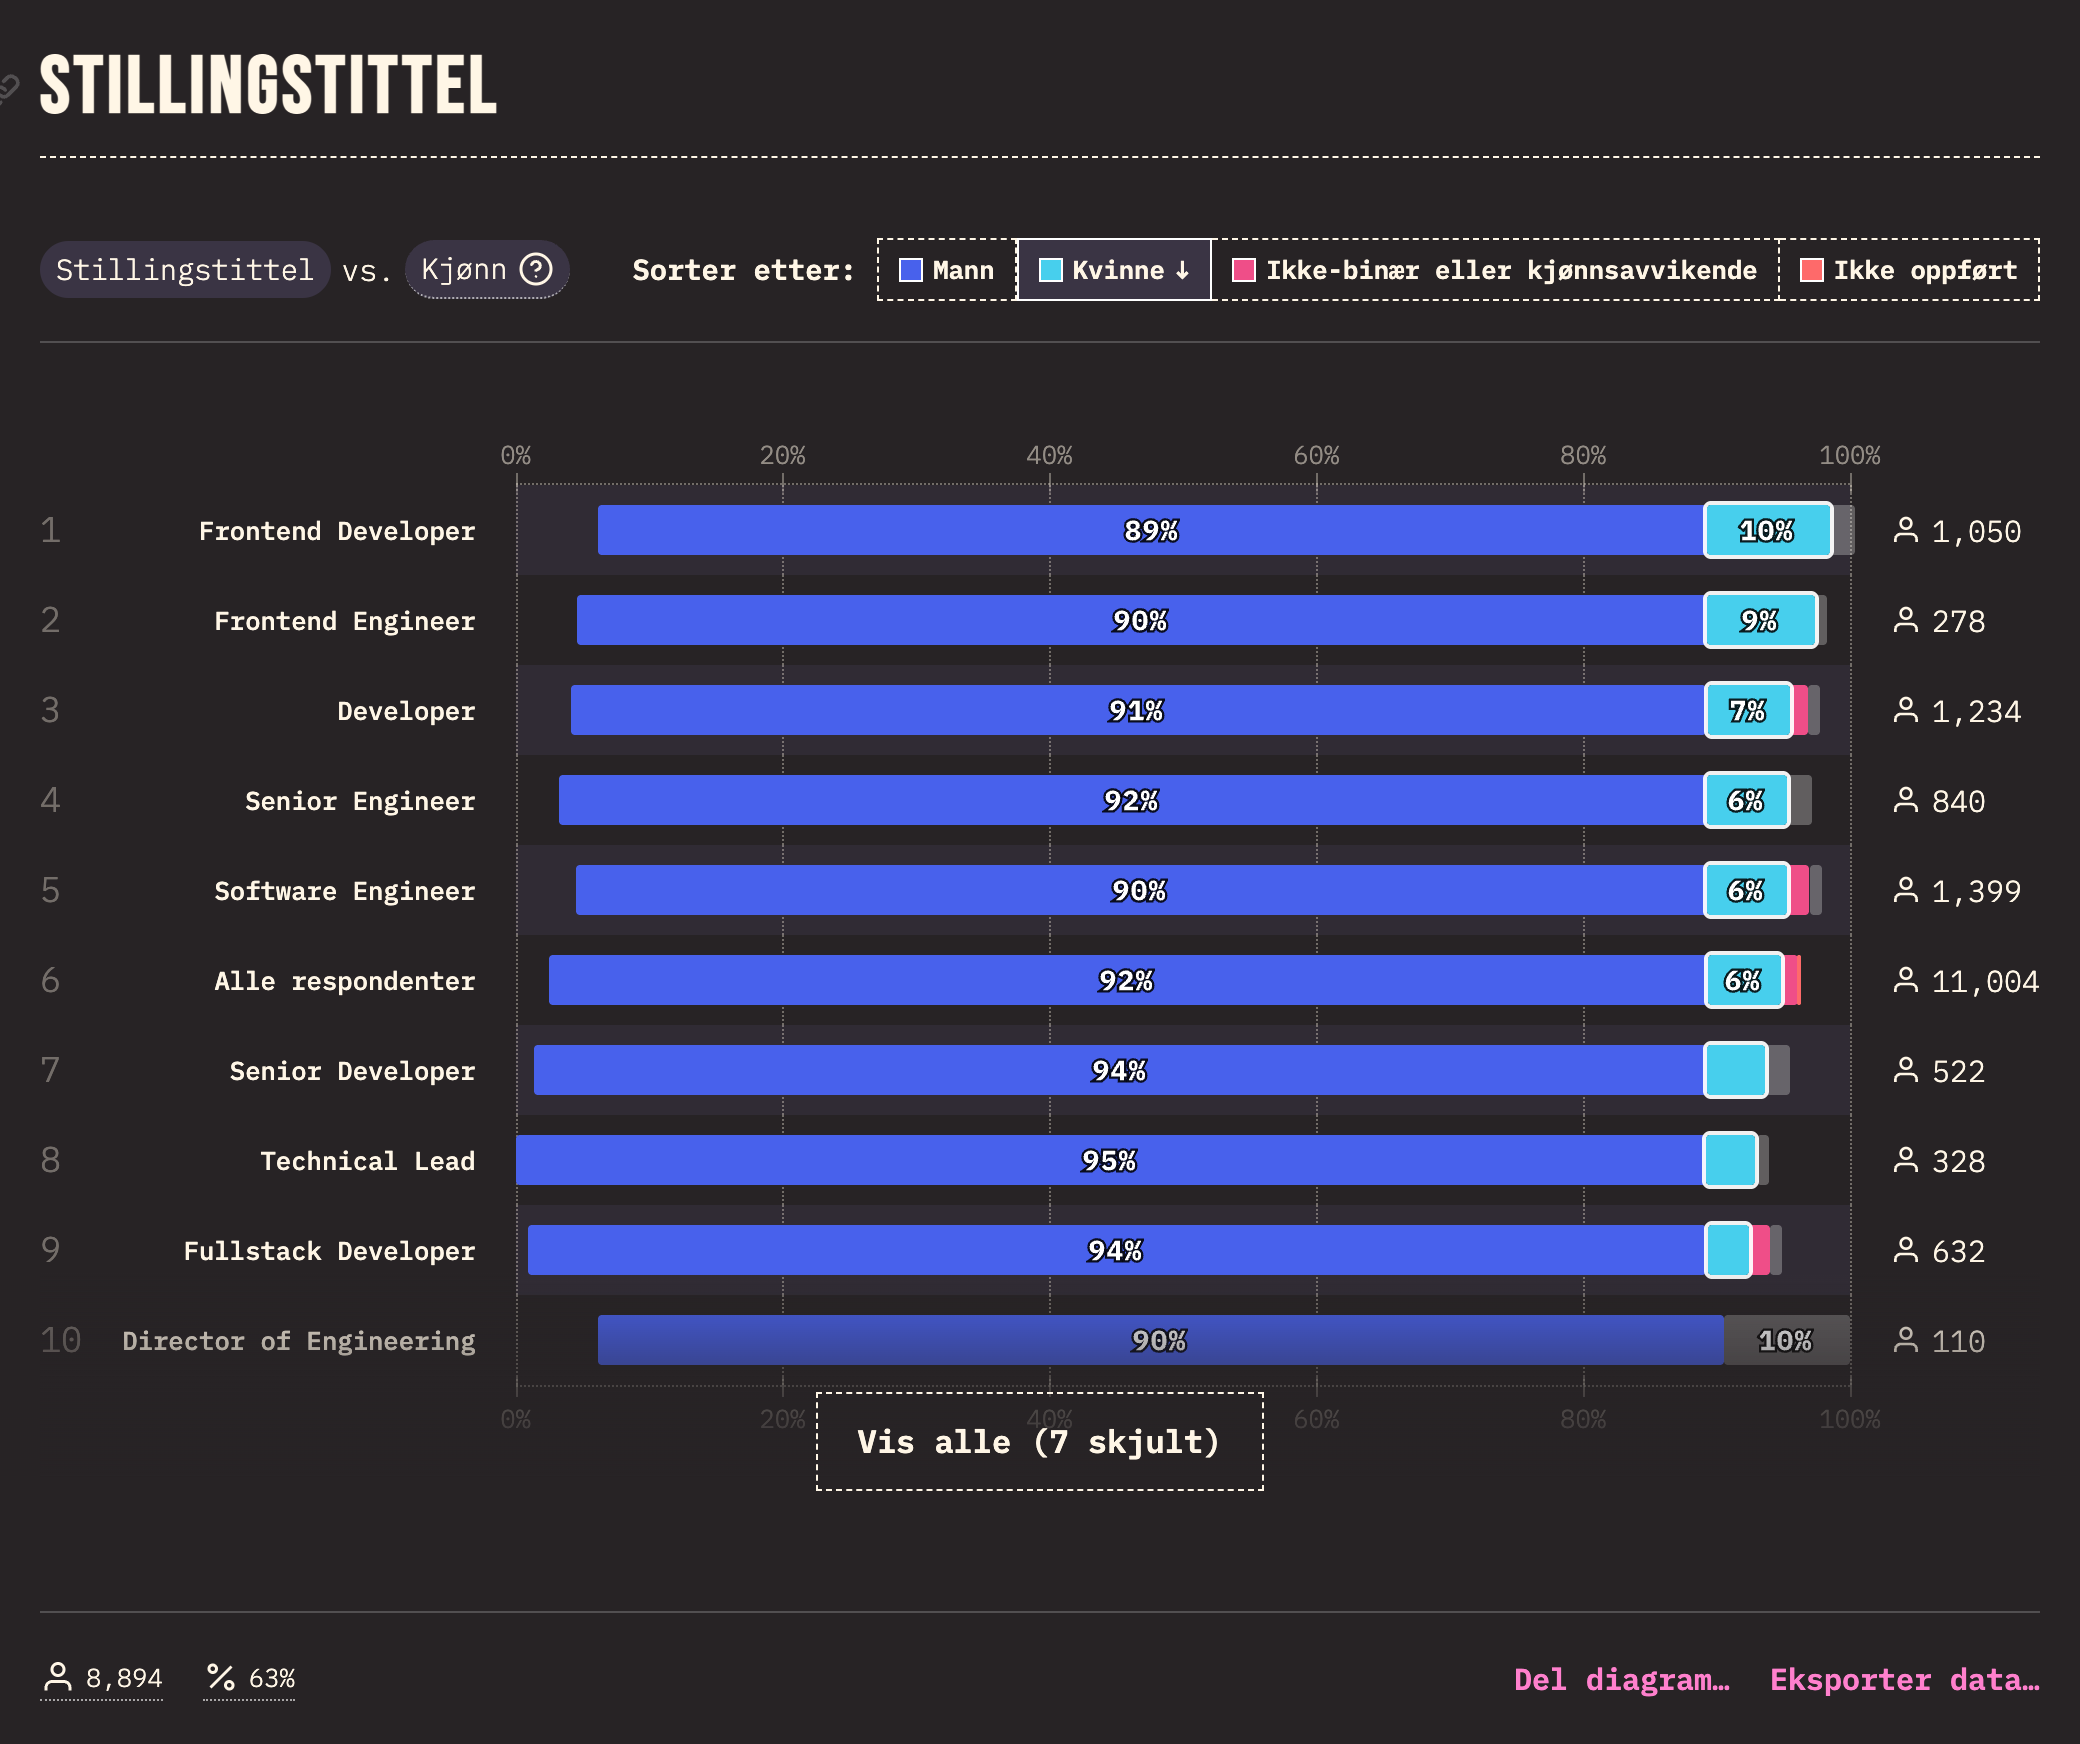 STILLINGSTITTEL
Stillingstittel vs. Kjønn ? Sorter etter: Mann Kvinne ↓ Ikke-binær eller kjønnsavvikende Ikke oppført
0% 20% 40% 60% 80% 100%
1 Frontend Developer 89% 10% 1,050
2 Frontend Engineer 90% 9% 278
3 Developer 91% 7% 1,234
4 Senior Engineer 92% 6% 840
5 Software Engineer 90% 6% 1,399
6 Alle respondenter 92% 6% 11,004
7 Senior Developer 94% 522
8 Technical Lead 95% 328
9 Fullstack Developer 94% 632
10 Director of Engineering 90% 10% 110
0% 20% 40% 60% 80% 100%
Vis alle (7 skjult)
8,894 % 63% Del diagram… Eksporter data…